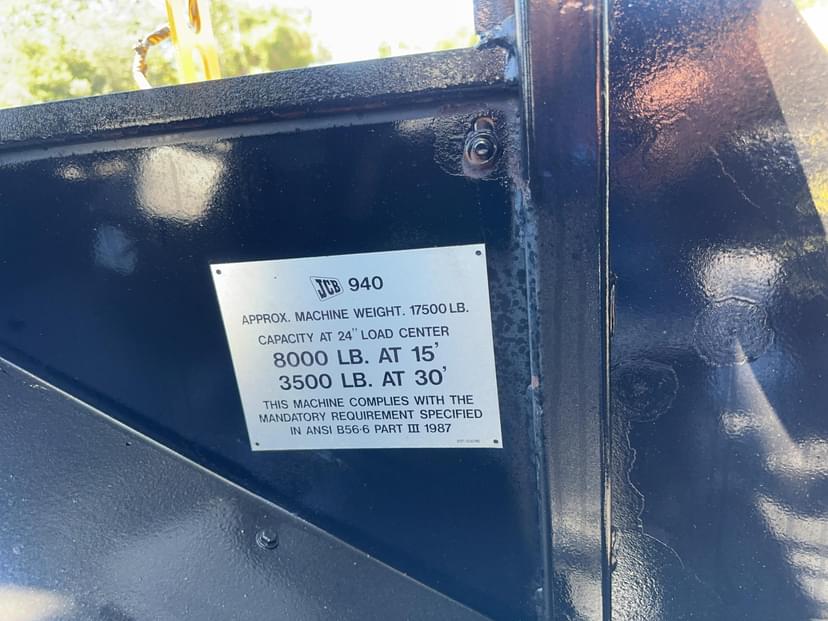 JCB 940
APPROX. MACHINE WEIGHT. 17500 LB.
CAPACITY AT 24" LOAD CENTER
8000 LB. AT 15'
3500 LB. AT 30'
THIS MACHINE COMPLIES WITH THE
MANDATORY REQUIREMENT SPECIFIED
IN ANSI B56·6 PART III 1987